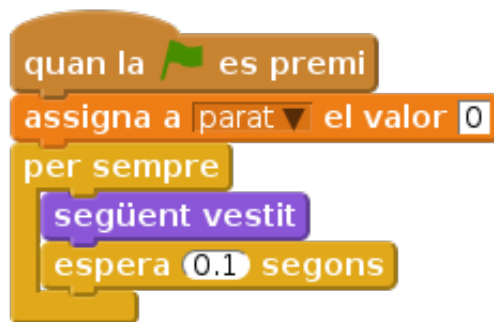 quan la es premi
assigna a parat el valor 0
per sempre
següent vestit
espera 0.1 segons